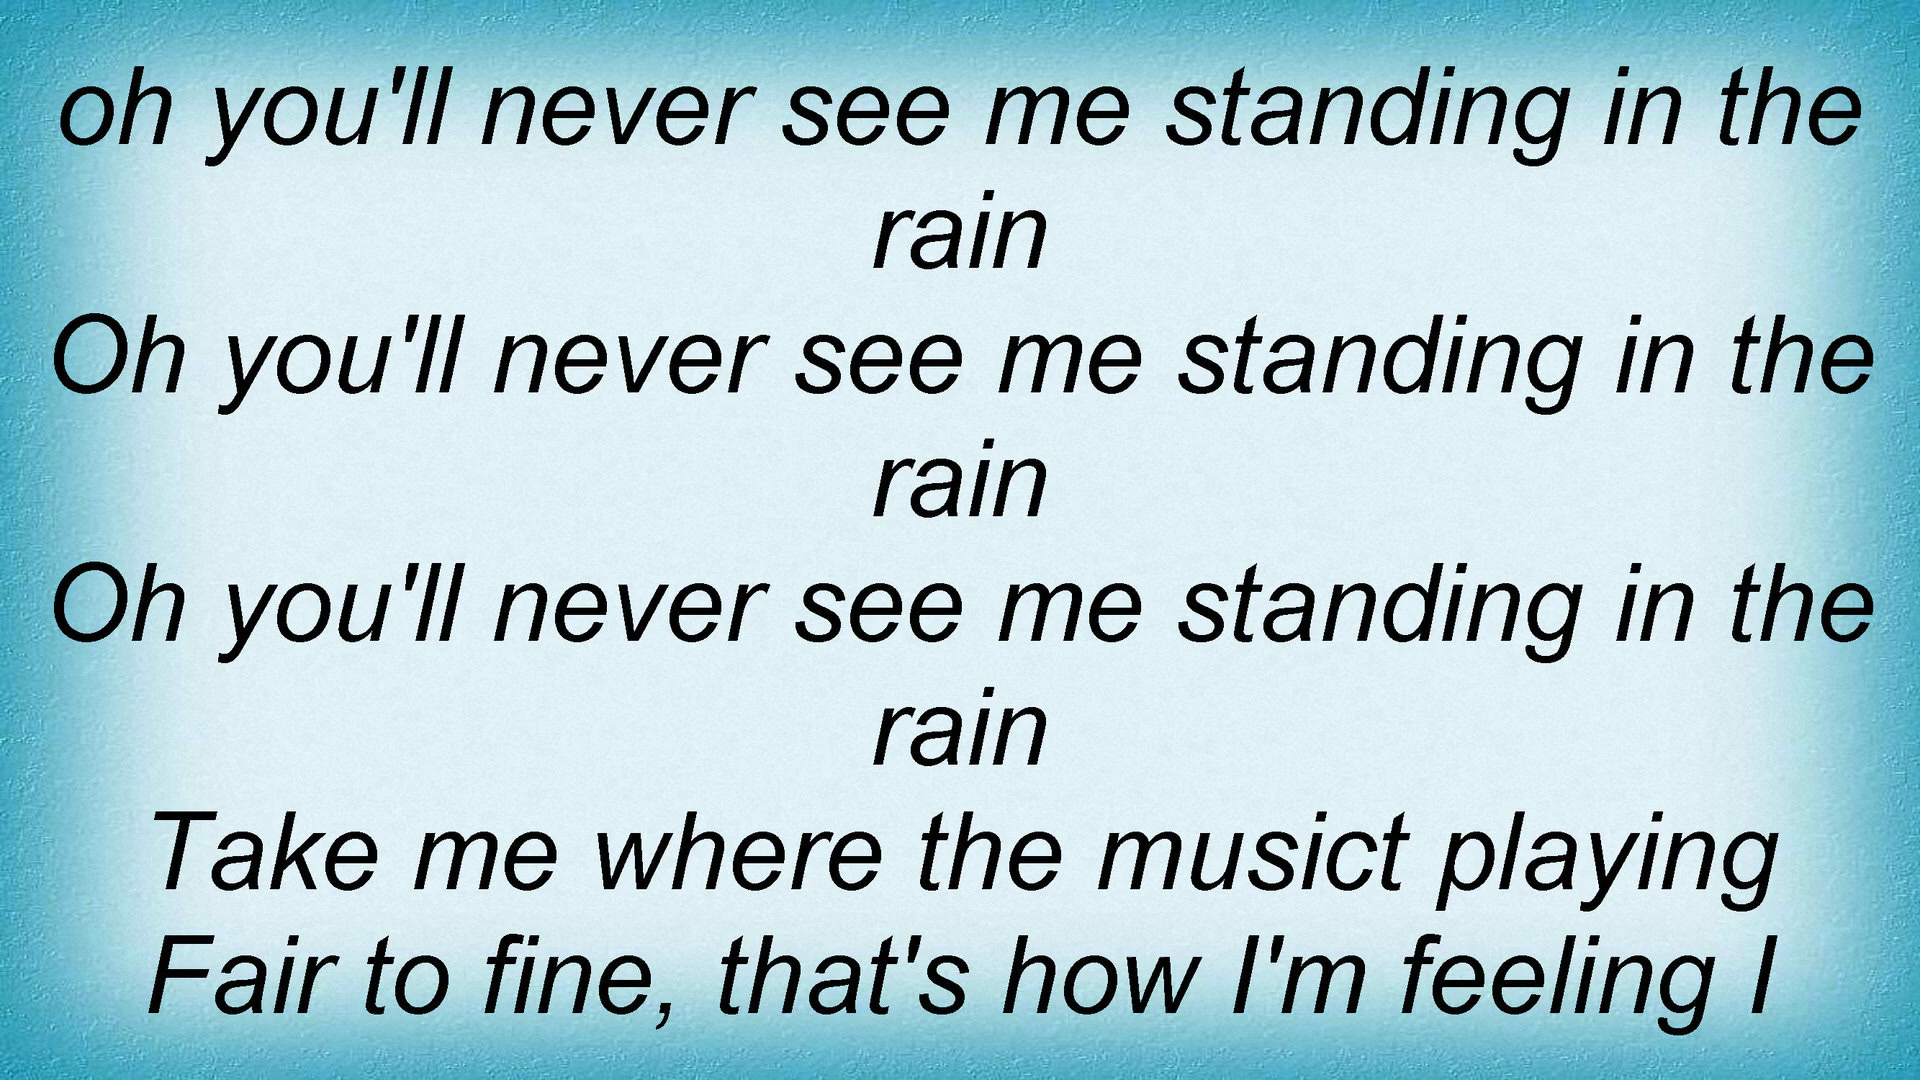 oh you'll never see me standing in the
rain
Oh you'll never see me standing in the
rain
Oh you'll never see me standing in the
rain
Take me where the musict playing
Fair to fine, that's how I'm feeling I